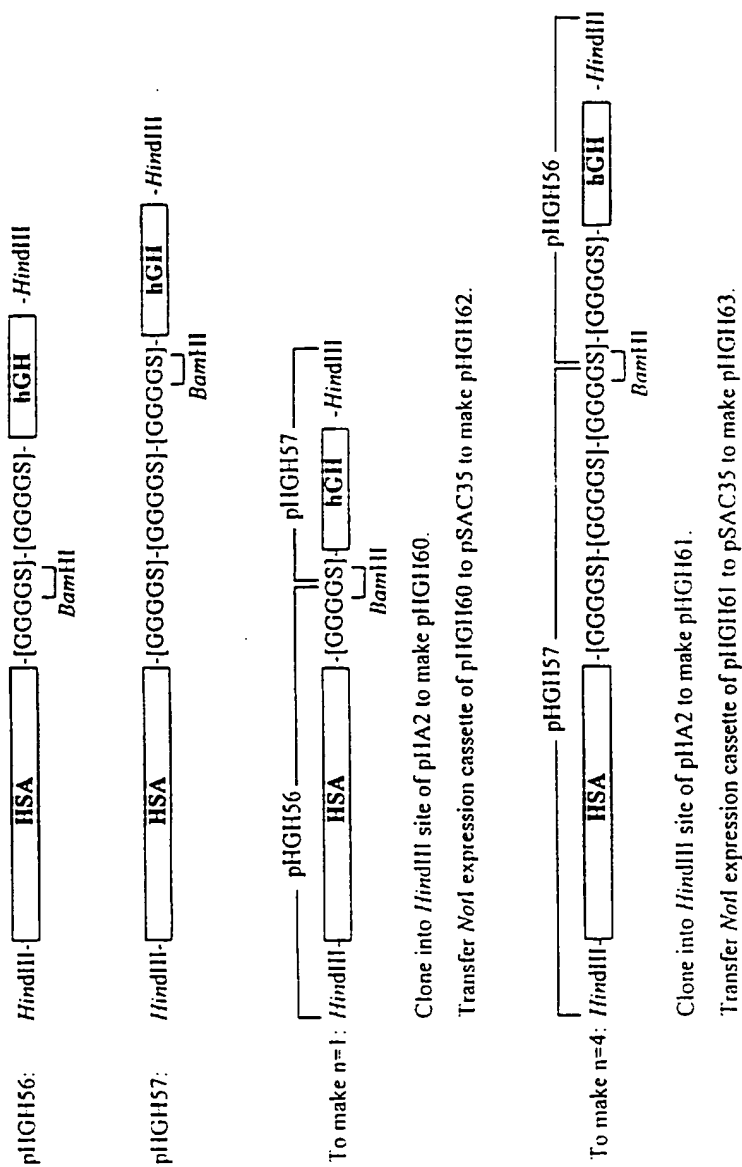 pHGH56: HindIII- HSA -[GGGGS]-[GGGGS]- hGH -HindIII
BamHI
pHGH57: HindIII- HSA -[GGGGS]-[GGGGS]-[GGGGS]- hGH -HindIII
BamHI
pHGH56 pHGH57
To make n=1: HindIII- HSA -[GGGGS]- hGH -HindIII
BamHI
Clone into HindIII site of pHA2 to make pHGH60.
Transfer NotI expression cassette of pHGH60 to pSAC35 to make pHGH62.
pHGH57 pHGH56
To make n=4: HindIII- HSA -[GGGGS]-[GGGGS]-[GGGGS]-[GGGGS]- hGH -HindIII
BamHI
Clone into HindIII site of pHA2 to make pHGH61.
Transfer NotI expression cassette of pHGH61 to pSAC35 to make pHGH63.